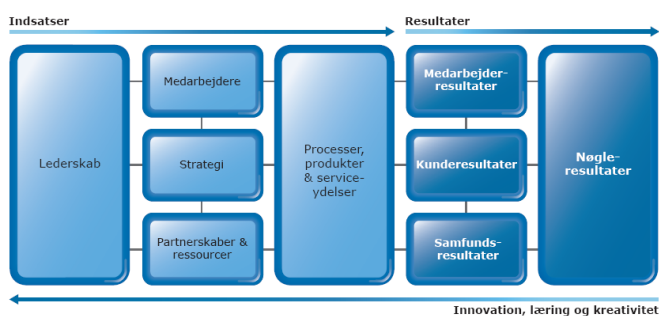 Indsatser
Resultater
Lederskab
Medarbejdere
Strategi
Partnerskaber &
ressourcer
Processer,
produkter
& service-
ydelser
Medarbejder-
resultater
Kunderesultater
Samfunds-
resultater
Nøgle-
resultater
Innovation, læring og kreativitet